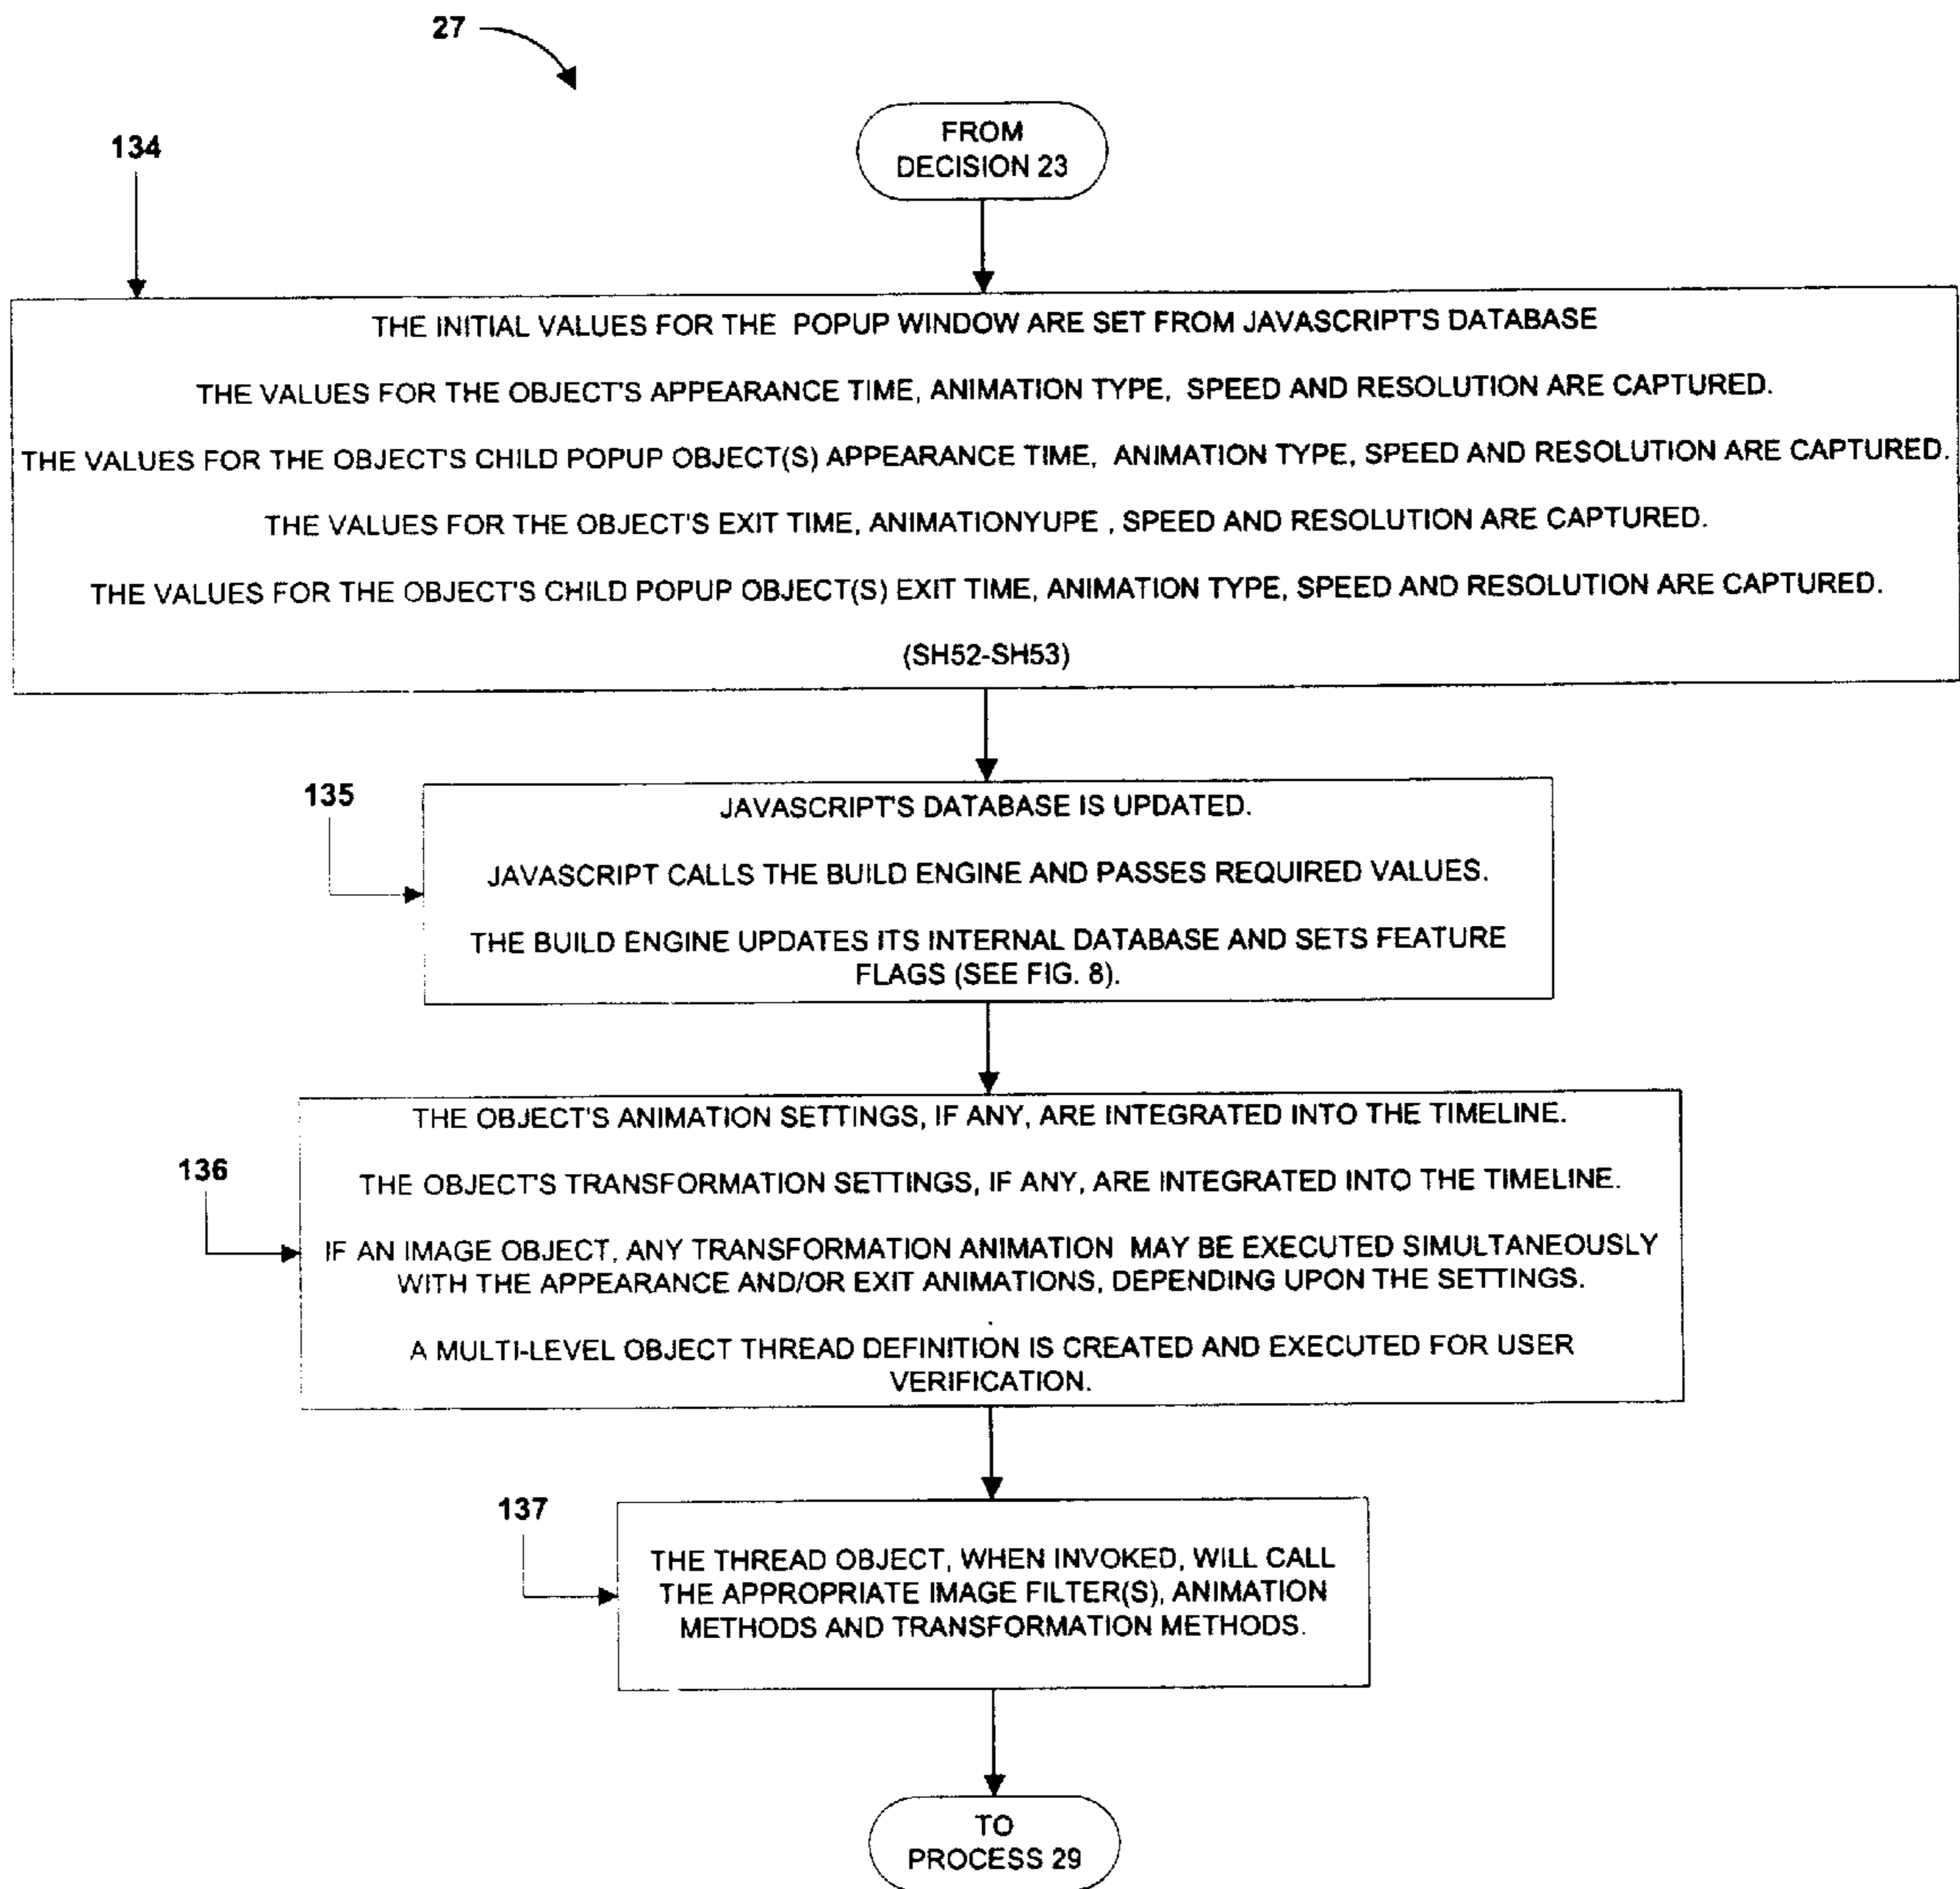 27
FROM
DECISION 23
134
THE INITIAL VALUES FOR THE POPUP WINDOW ARE SET FROM JAVASCRIPT'S DATABASE
THE VALUES FOR THE OBJECT'S APPEARANCE TIME, ANIMATION TYPE, SPEED AND RESOLUTION ARE CAPTURED.
THE VALUES FOR THE OBJECT'S CHILD POPUP OBJECT(S) APPEARANCE TIME, ANIMATION TYPE, SPEED AND RESOLUTION ARE CAPTURED.
THE VALUES FOR THE OBJECT'S EXIT TIME, ANIMATIONYUPE , SPEED AND RESOLUTION ARE CAPTURED.
THE VALUES FOR THE OBJECT'S CHILD POPUP OBJECT(S) EXIT TIME, ANIMATION TYPE, SPEED AND RESOLUTION ARE CAPTURED.
(SH52-SH53)
135
JAVASCRIPT'S DATABASE IS UPDATED.
JAVASCRIPT CALLS THE BUILD ENGINE AND PASSES REQUIRED VALUES.
THE BUILD ENGINE UPDATES ITS INTERNAL DATABASE AND SETS FEATURE
FLAGS (SEE FIG. 8).
136
THE OBJECT'S ANIMATION SETTINGS, IF ANY, ARE INTEGRATED INTO THE TIMELINE.
THE OBJECT'S TRANSFORMATION SETTINGS, IF ANY, ARE INTEGRATED INTO THE TIMELINE.
IF AN IMAGE OBJECT, ANY TRANSFORMATION ANIMATION MAY BE EXECUTED SIMULTANEOUSLY
WITH THE APPEARANCE AND/OR EXIT ANIMATIONS, DEPENDING UPON THE SETTINGS.
.
A MULTI-LEVEL OBJECT THREAD DEFINITION IS CREATED AND EXECUTED FOR USER
VERIFICATION.
137
THE THREAD OBJECT, WHEN INVOKED, WILL CALL
THE APPROPRIATE IMAGE FILTER(S), ANIMATION
METHODS AND TRANSFORMATION METHODS.
TO
PROCESS 29